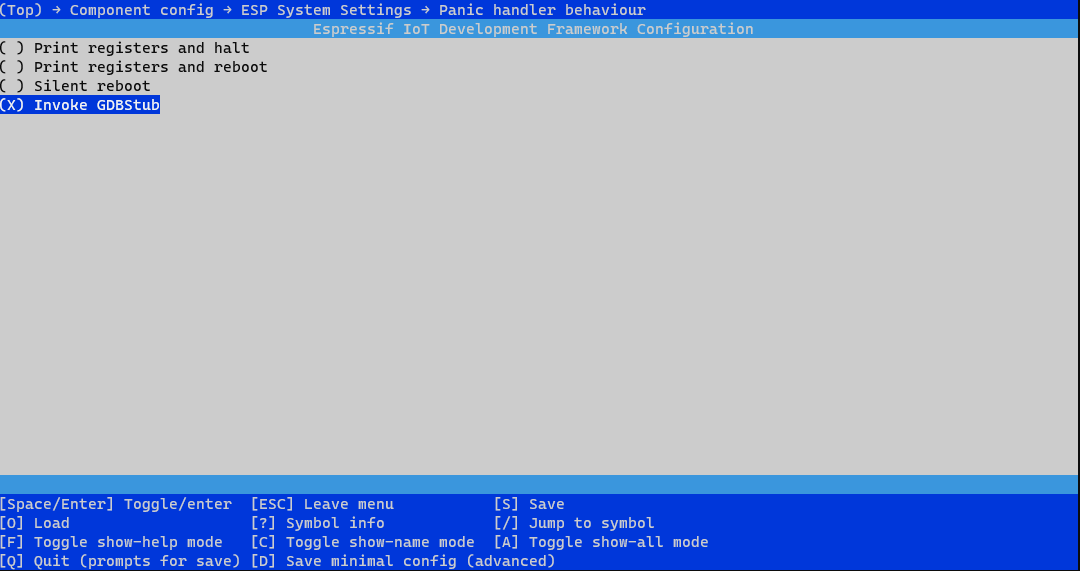 (Top) → Component config → ESP System Settings → Panic handler behaviour
Espressif IoT Development Framework Configuration
( ) Print registers and halt
( ) Print registers and reboot
( ) Silent reboot
(X) Invoke GDBStub
[Space/Enter] Toggle/enter  [ESC] Leave menu           [S] Save
[O] Load                    [?] Symbol info            [/] Jump to symbol
[F] Toggle show-help mode   [C] Toggle show-name mode  [A] Toggle show-all mode
[Q] Quit (prompts for save) [D] Save minimal config (advanced)